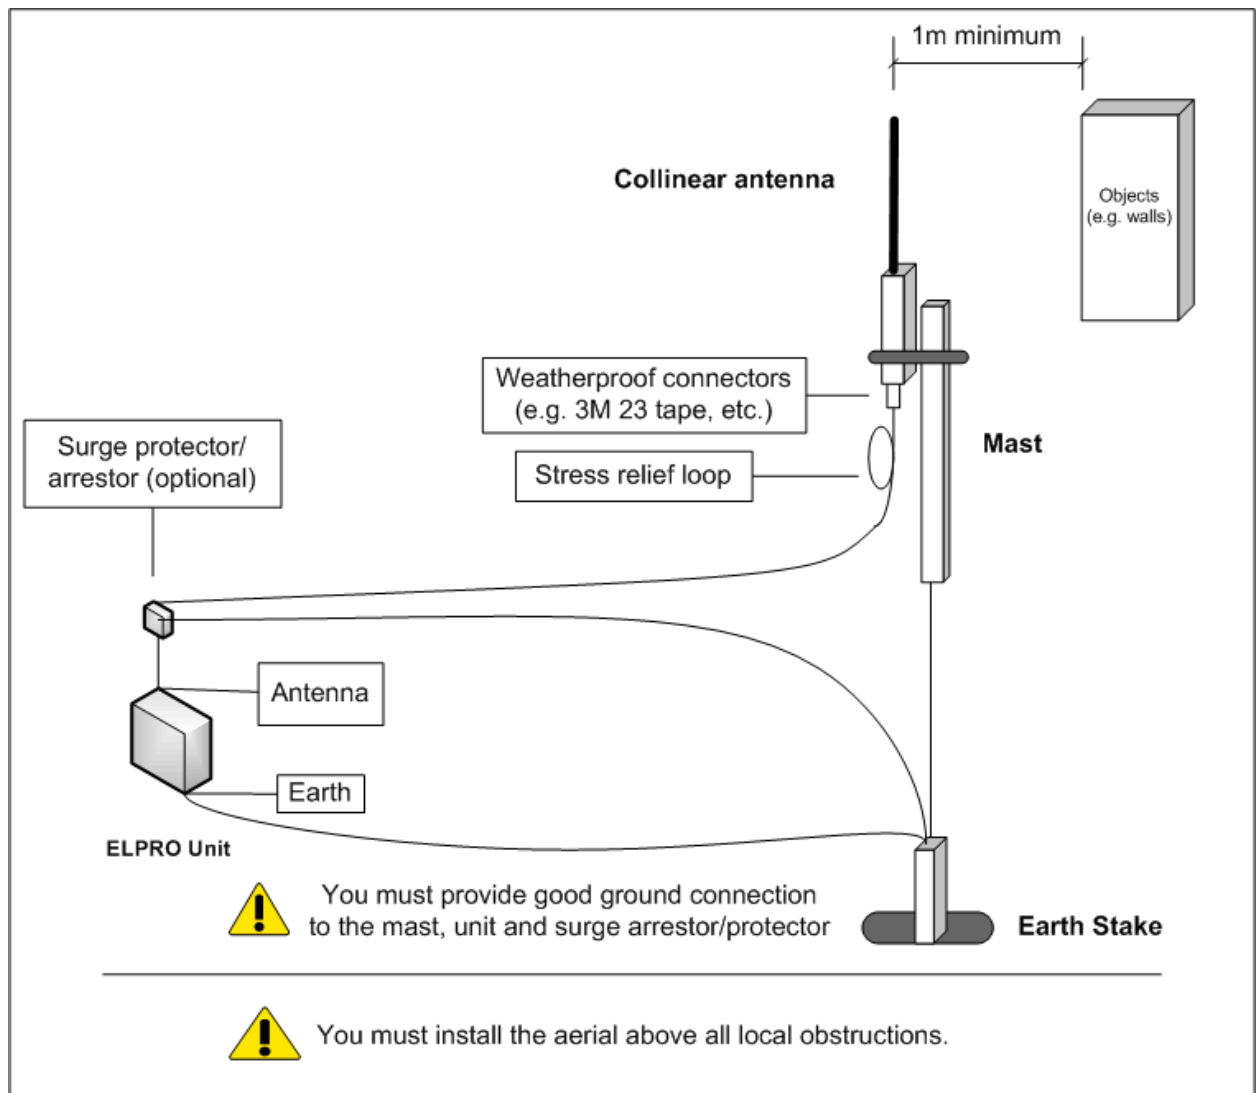 1m minimum
Collinear antenna
Objects
(e.g. walls)
Weatherproof connectors
(e.g. 3M 23 tape, etc.)
Mast
Surge protector/
arrestor (optional)
Stress relief loop
Antenna
Earth
ELPRO Unit
You must provide good ground connection
to the mast, unit and surge arrestor/protector
Earth Stake
You must install the aerial above all local obstructions.